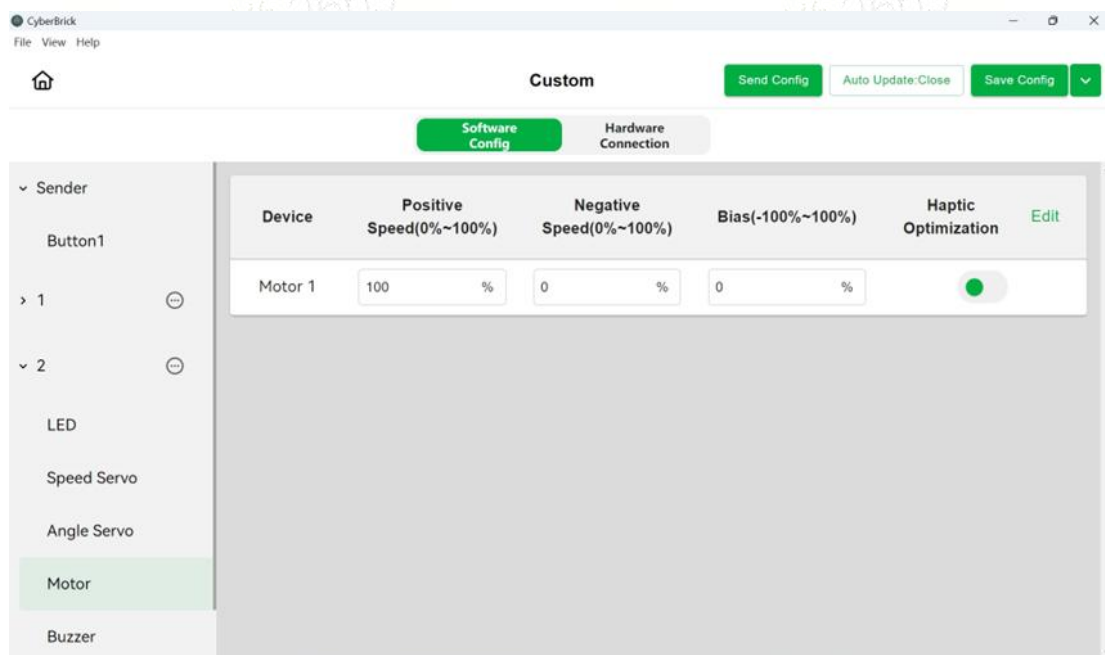 CyberBrick
File View Help
Custom
Send Config
Auto Update:Close
Save Config
Software
Config
Hardware
Connection
Sender
Button1
1
2
LED
Speed Servo
Angle Servo
Motor
Buzzer
Device
Positive
Speed(0%~100%)
Negative
Speed(0%~100%)
Bias(-100%~100%)
Haptic
Optimization
Edit
Motor 1
100 %
0 %
0 %